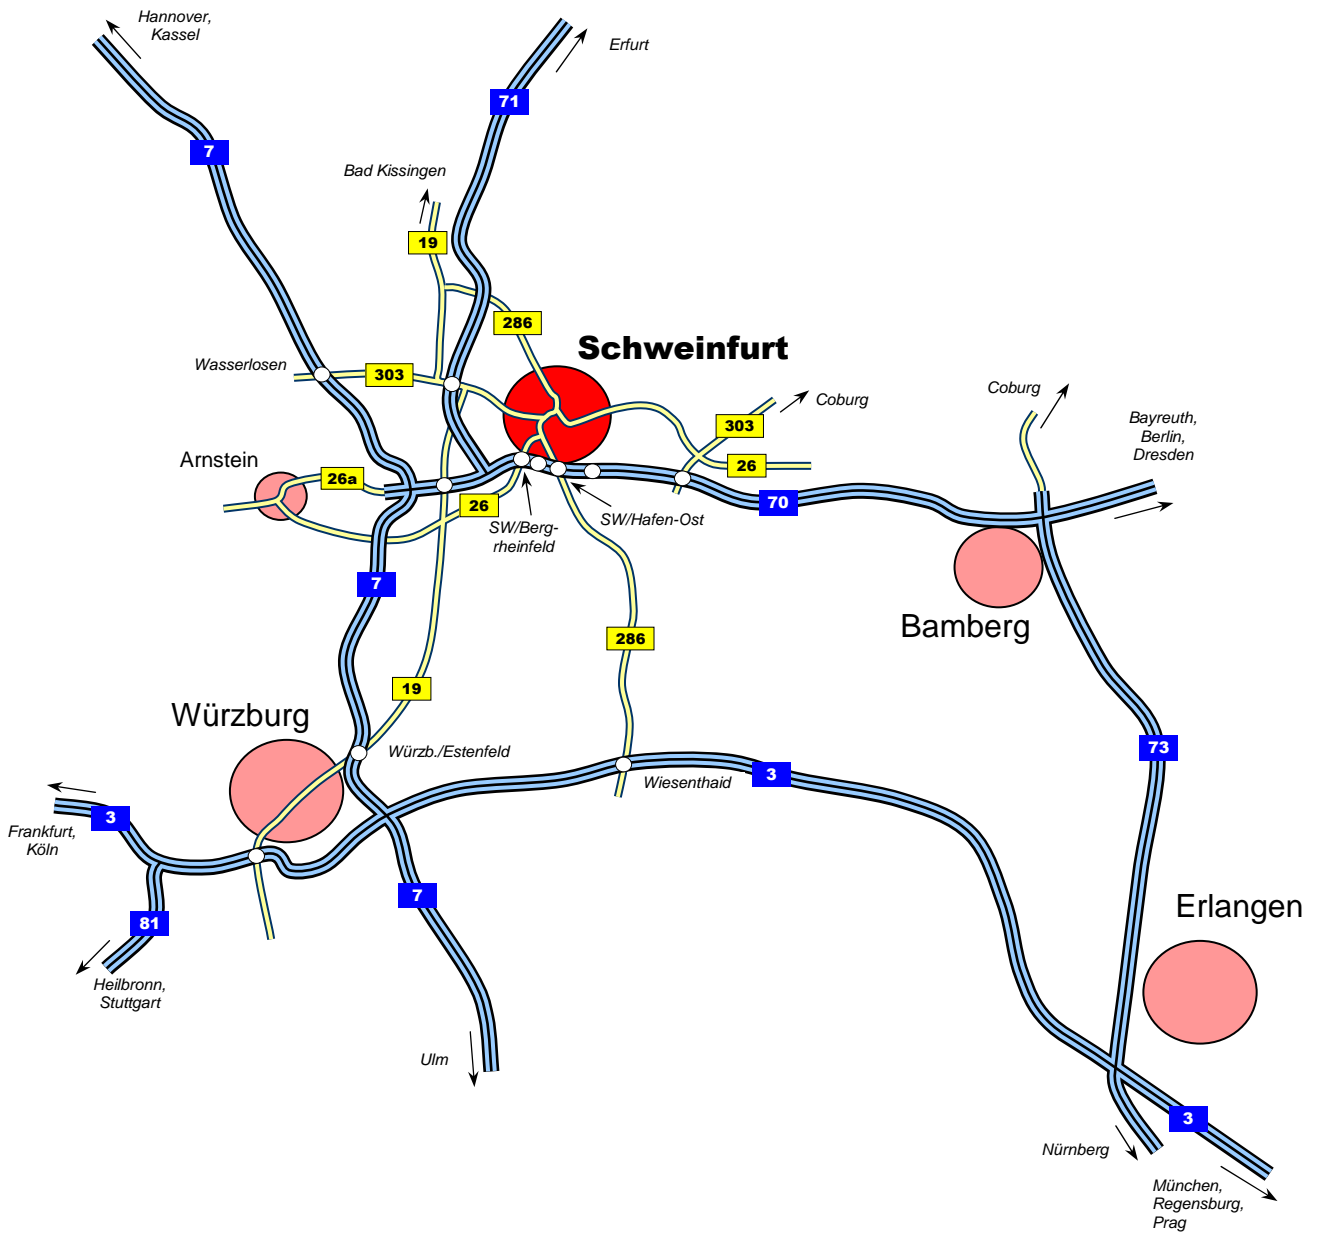 Hannover,
Kassel
Erfurt
71
7
Bad Kissingen
19
286
Schweinfurt
Wasserlosen
303
Coburg
Coburg
303
Bayreuth,
Berlin,
Dresden
Arnstein
26a
26
26
70
SW/Berg-
rheinfeld
SW/Hafen-Ost
7
Bamberg
286
19
Würzburg
Würzb./Estenfeld
73
Wiesenthaid
3
3
Frankfurt,
Köln
7
81
Erlangen
Heilbronn,
Stuttgart
Ulm
3
Nürnberg
München,
Regensburg,
Prag